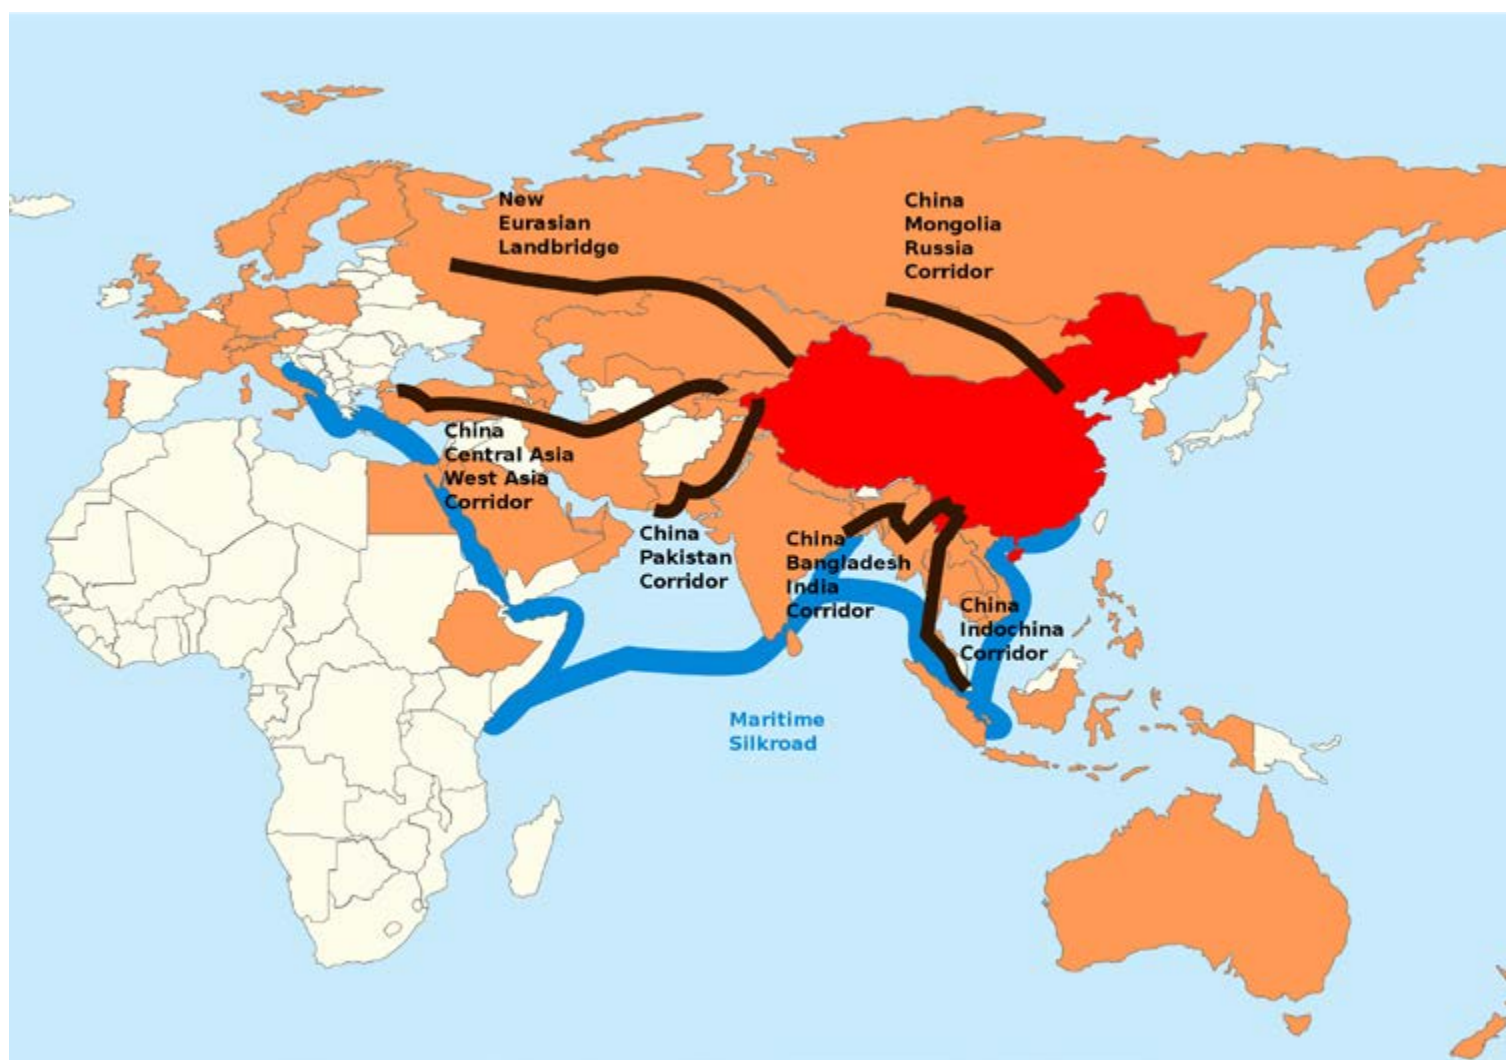 New
Eurasian
Landbridge
China
Mongolia
Russia
Corridor
China
Central Asia
West Asia
Corridor
China
Pakistan
Corridor
China
Bangladesh
India
Corridor
China
Indochina
Corridor
Maritime
Silkroad